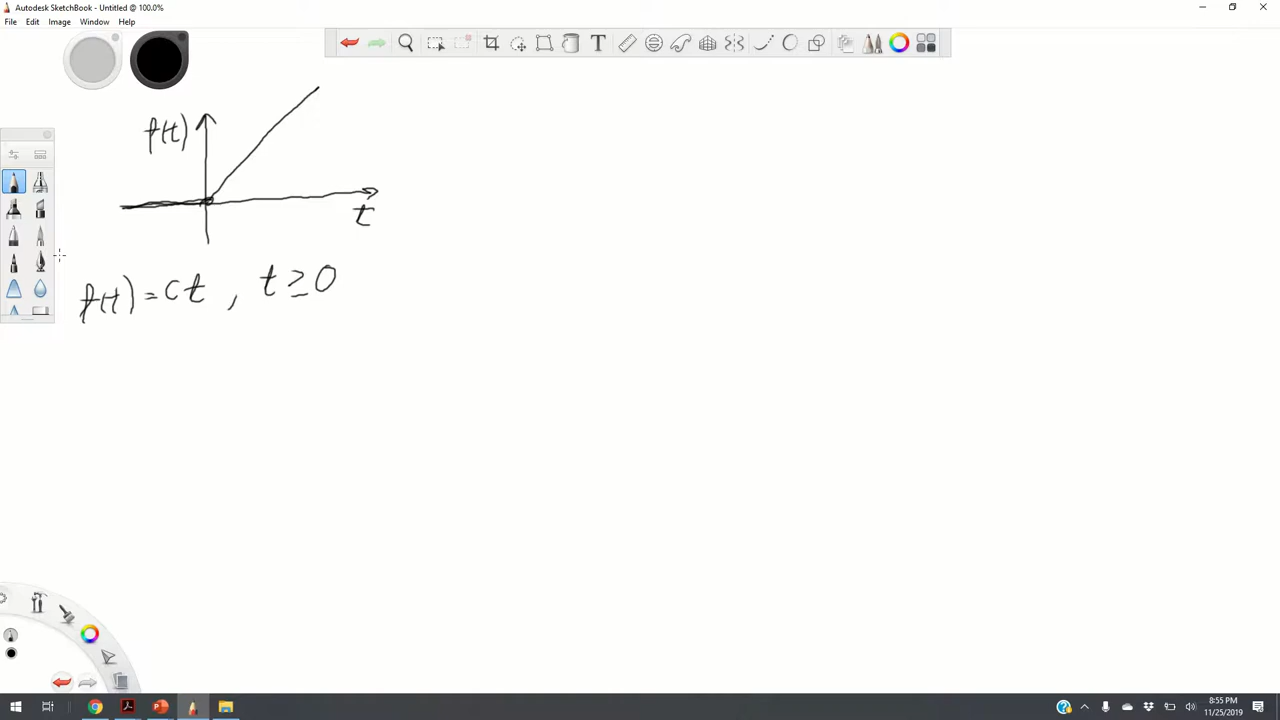 Autodesk SketchBook - Untitled @ 100.0%
File Edit Image Window Help
T
f(t)
t
f(t) = ct , t ≥ 0
8:55 PM
11/25/2019